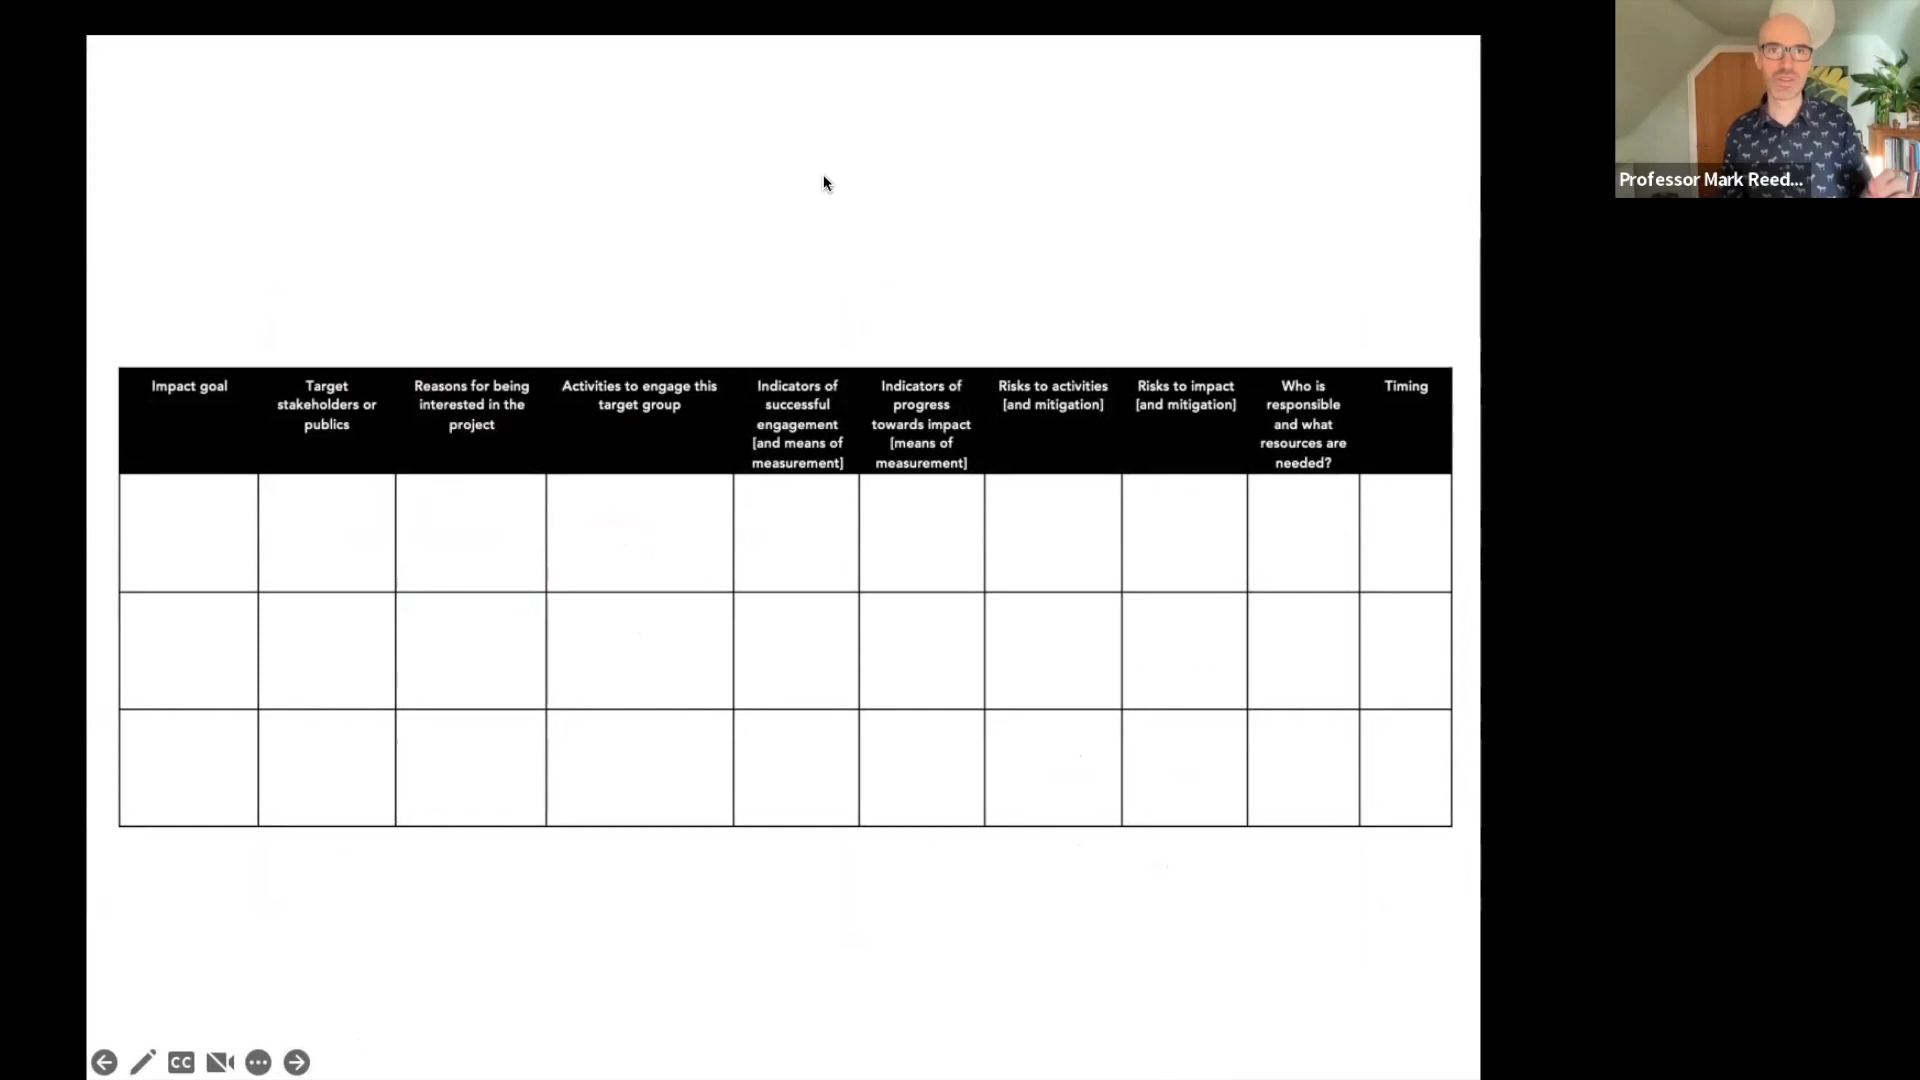 Professor Mark Reed...
Impact goal
Target
stakeholders or
publics
Reasons for being
interested in the
project
Activities to engage this
target group
Indicators of
successful
engagement
[and means of
measurement]
Indicators of
progress
towards impact
[means of
measurement]
Risks to activities
[and mitigation]
Risks to impact
[and mitigation]
Who is
responsible
and what
resources are
needed?
Timing
CC